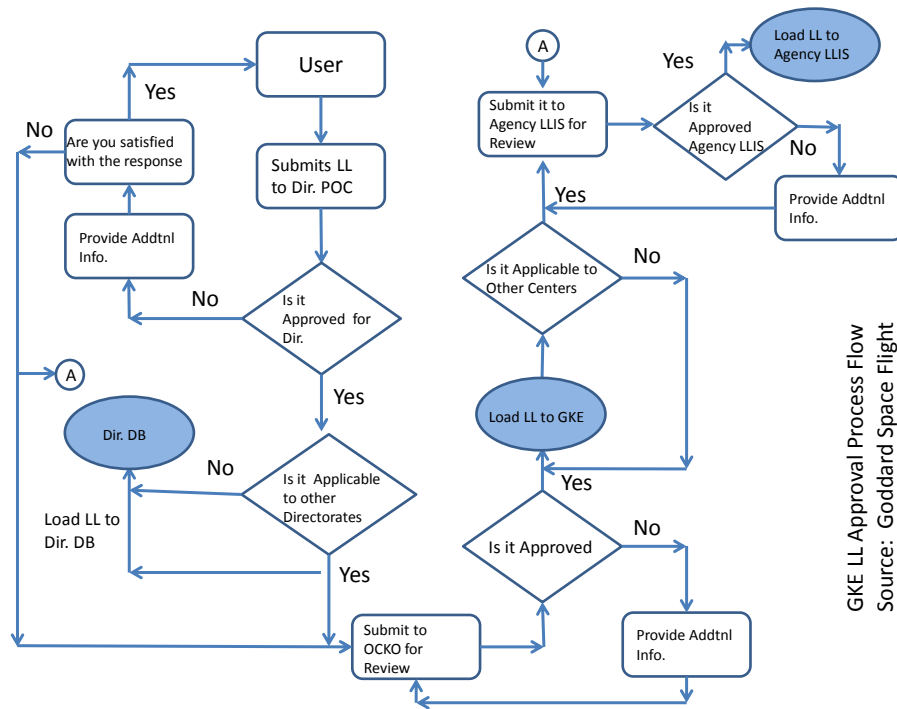 User
Yes
No
Are you satisfied
with the response
Submits LL
to Dir. POC
Provide Addtnl
Info.
No
Is it
Approved for
Dir.
A
Yes
Dir. DB
No
Is it Applicable
to other
Directorates
Load LL to
Dir. DB
Yes
Submit to
OCKO for
Review
A
Submit it to
Agency LLIS for
Review
Yes
Load LL to
Agency LLIS
Is it
Approved
Agency LLIS
No
Provide Addtnl
Info.
Yes
Is it Applicable to
Other Centers
No
Load LL to GKE
Yes
Is it Approved
No
Provide Addtnl
Info.
GKE LL Approval Process Flow
Source: Goddard Space Flight